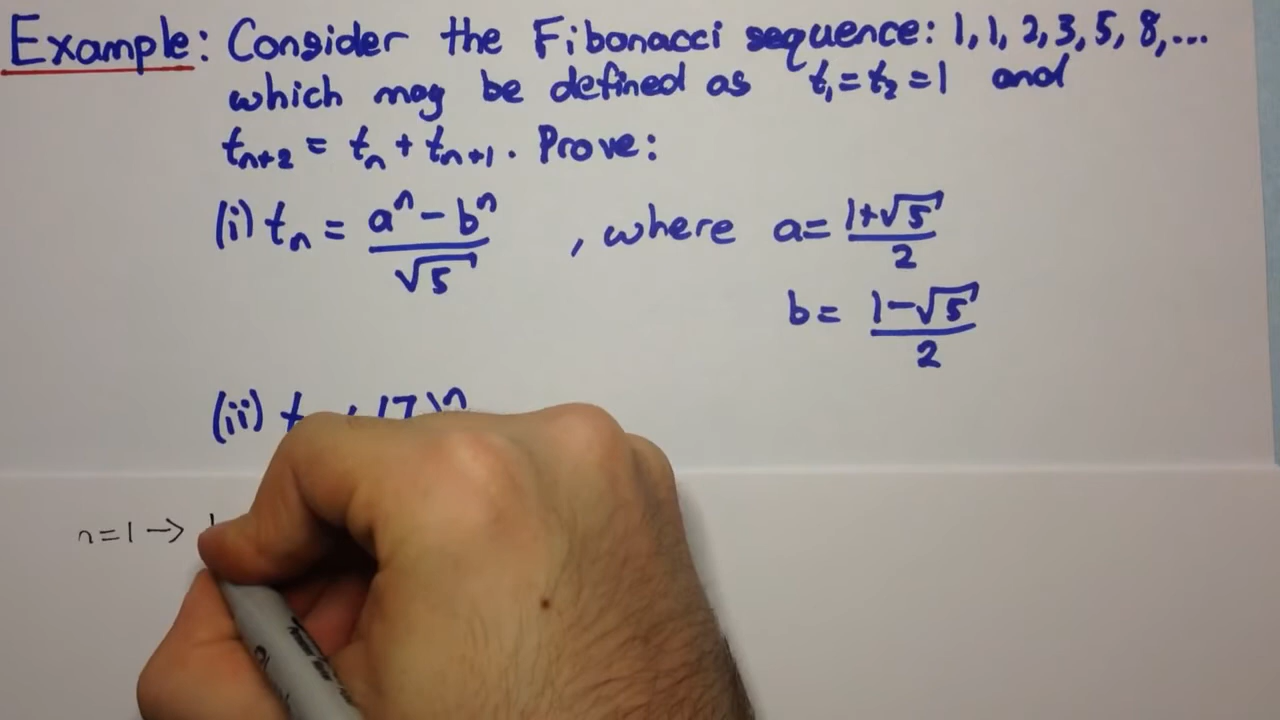 Example: Consider the Fibonacci sequence: 1, 1, 2, 3, 5, 8, ...
which may be defined as t₁ = t₂ = 1 and
tₙ₊₂ = tₙ + tₙ₊₁. Prove:
(i) tₙ = (aⁿ − bⁿ)/√5 , where a = (1+√5)/2
b = (1−√5)/2
(ii) t
n=1 →